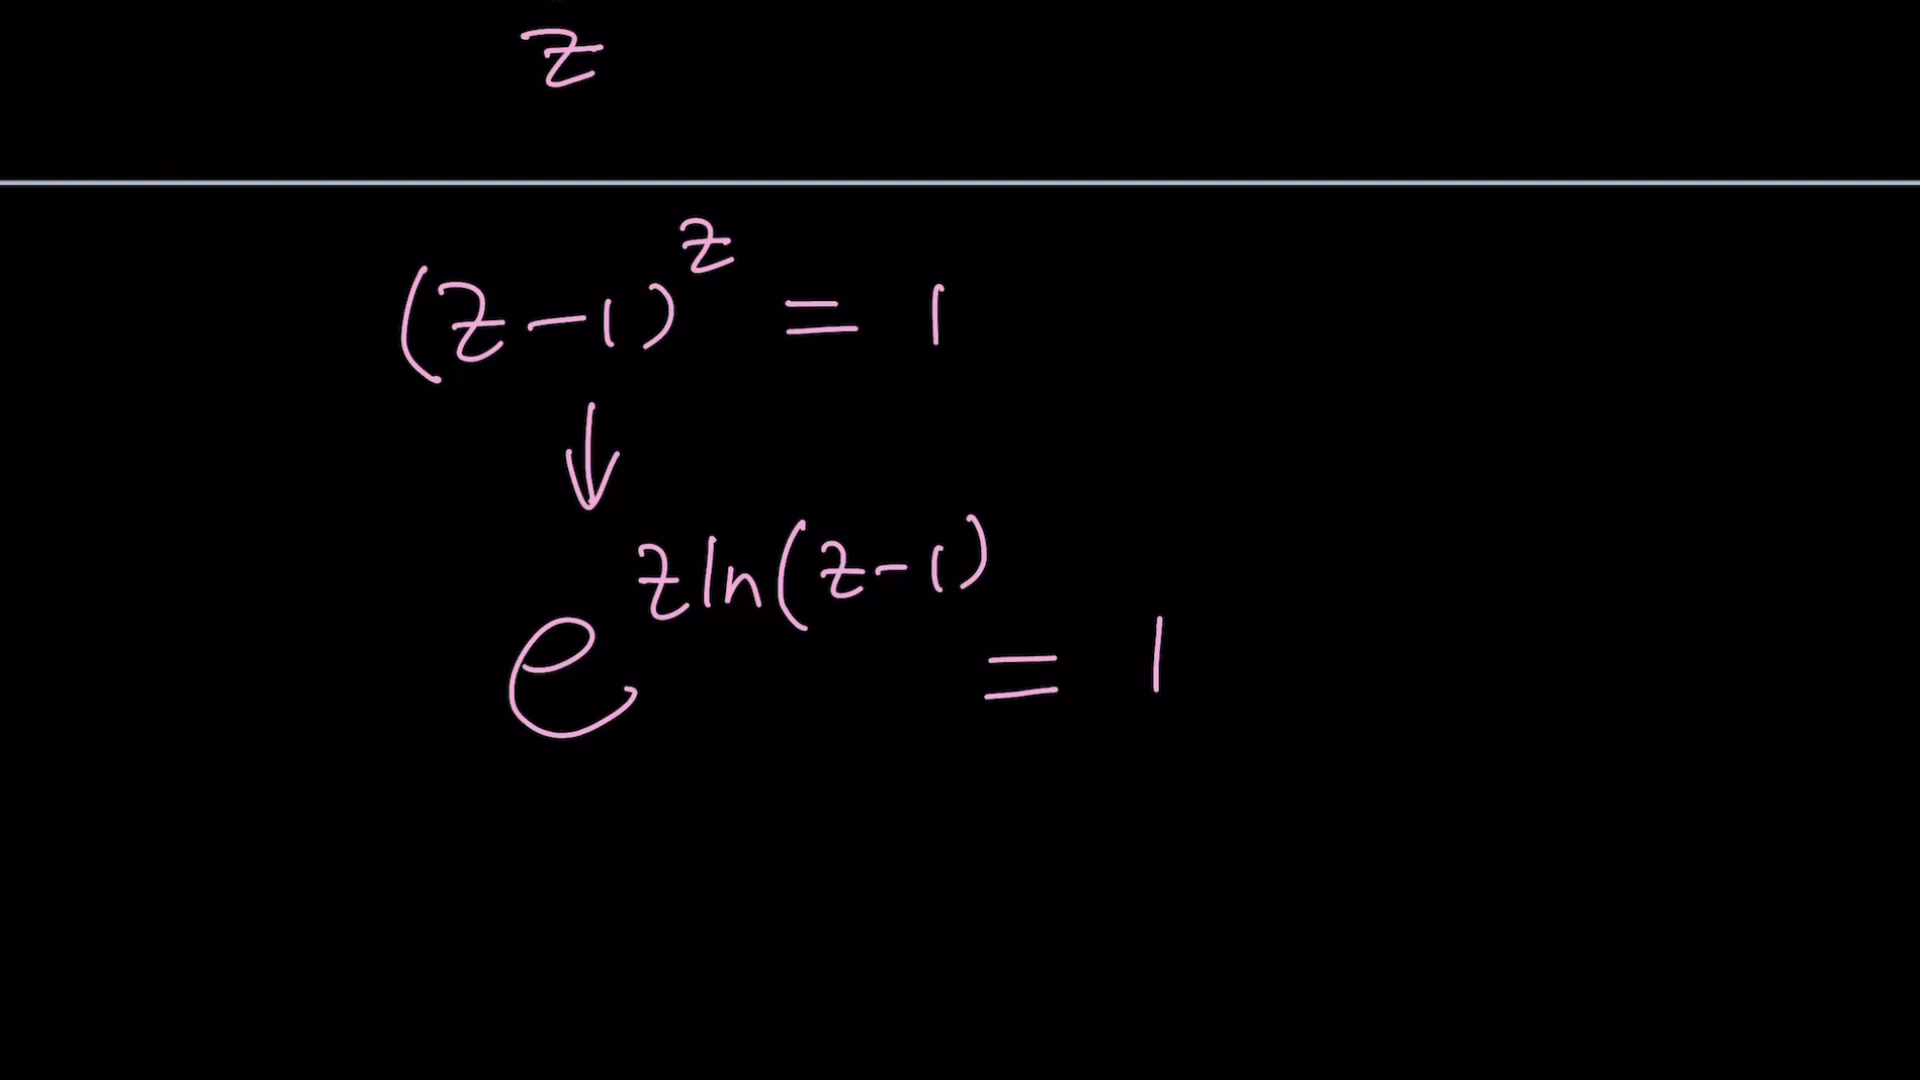 z
(z-1)^z = 1
↓
e^{z ln(z-1)} = 1